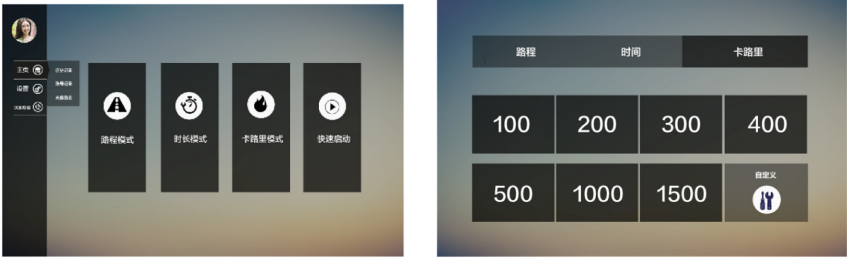 主页
设置
路程模式
时长模式
卡路里模式
快速启动
路程
时间
卡路里
100
200
300
400
500
1000
1500
自定义